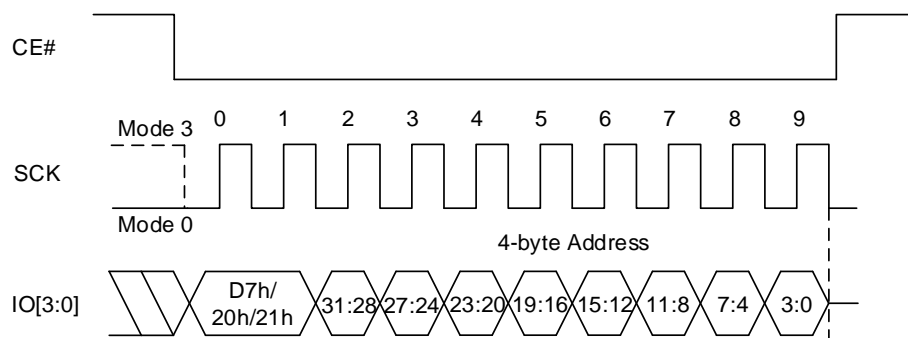 CE#
0 1 2 3 4 5 6 7 8 9
Mode 3
SCK
Mode 0
4-byte Address
IO[3:0]
D7h/
20h/21h
31:28 27:24 23:20 19:16 15:12 11:8 7:4 3:0